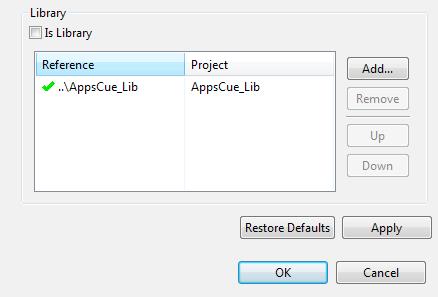 Library
Is Library
Reference Project
..\AppsCue_Lib AppsCue_Lib
Add...
Remove
Up
Down
Restore Defaults Apply
OK Cancel